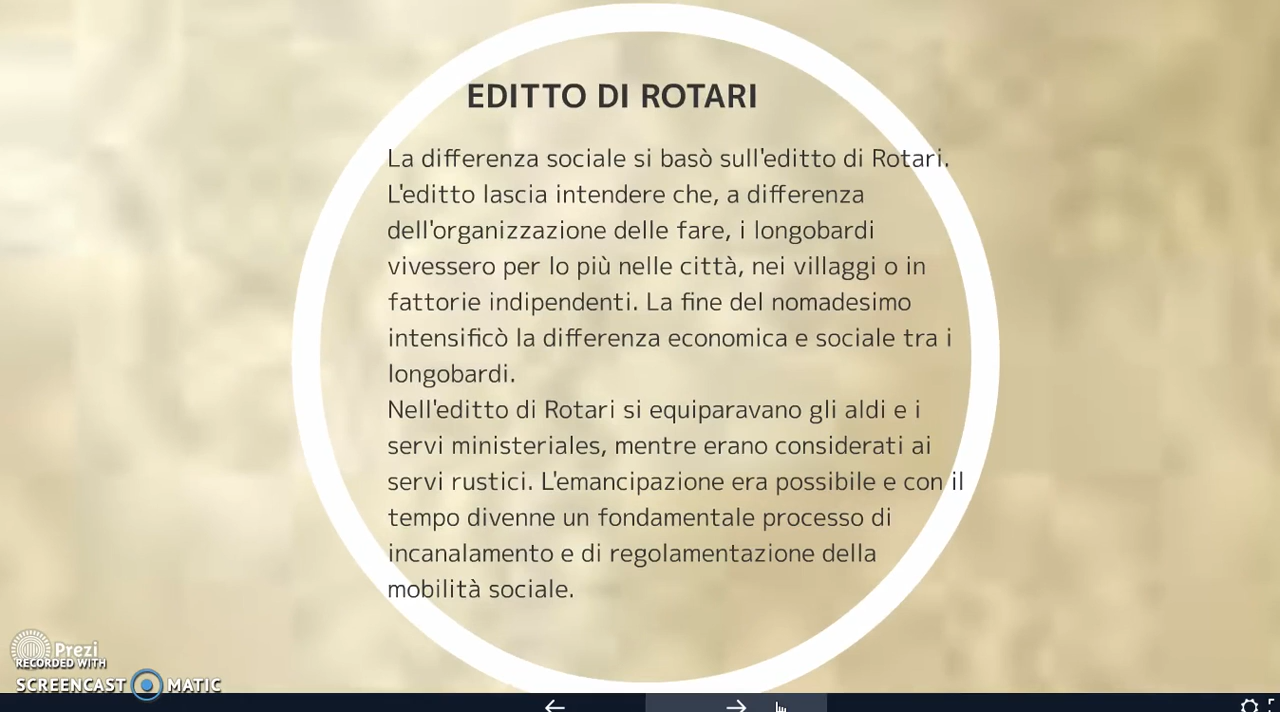 EDITTO DI ROTARI
La differenza sociale si basò sull'editto di Rotari.
L'editto lascia intendere che, a differenza
dell'organizzazione delle fare, i longobardi
vivessero per lo più nelle città, nei villaggi o in
fattorie indipendenti. La fine del nomadesimo
intensificò la differenza economica e sociale tra i
longobardi.
Nell'editto di Rotari si equiparavano gli aldi e i
servi ministeriales, mentre erano considerati ai
servi rustici. L'emancipazione era possibile e con il
tempo divenne un fondamentale processo di
incanalamento e di regolamentazione della
mobilità sociale.
Prezi
RECORDED WITH
SCREENCAST MATIC